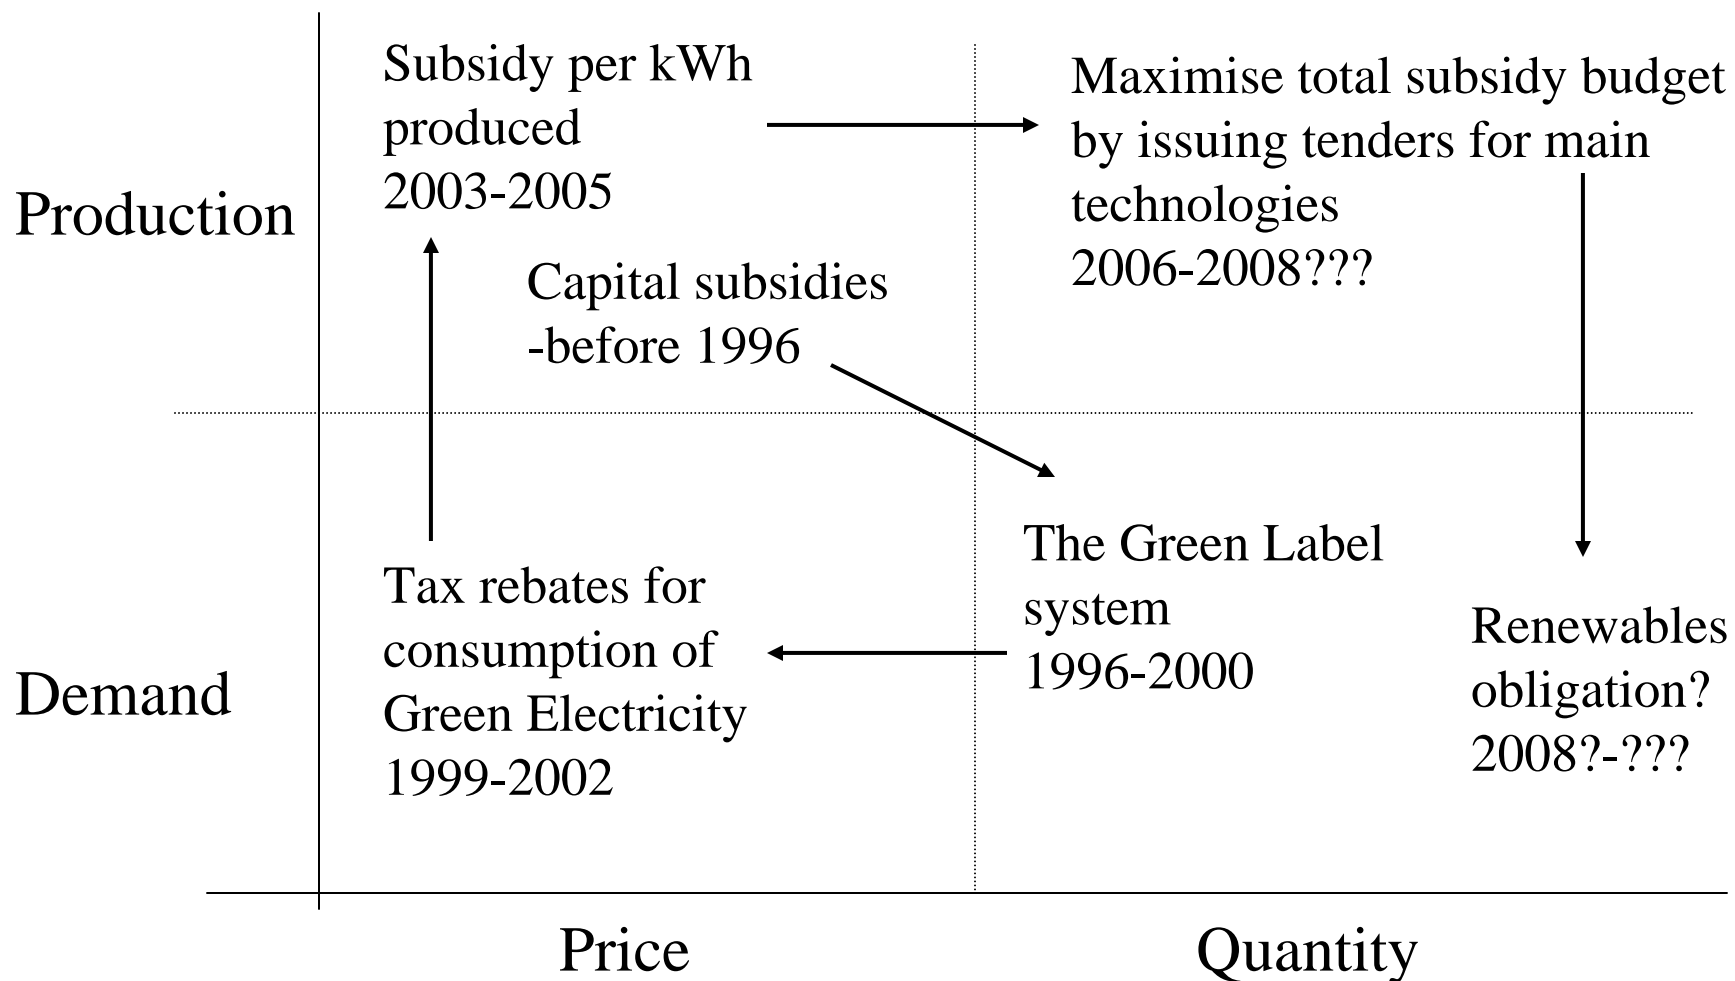 Subsidy per kWh
produced
2003-2005
Maximise total subsidy budget
by issuing tenders for main
technologies
2006-2008???
Production
Capital subsidies
-before 1996
The Green Label
system
1996-2000
Tax rebates for
consumption of
Green Electricity
1999-2002
Renewables
obligation?
2008?-???
Demand
Price
Quantity